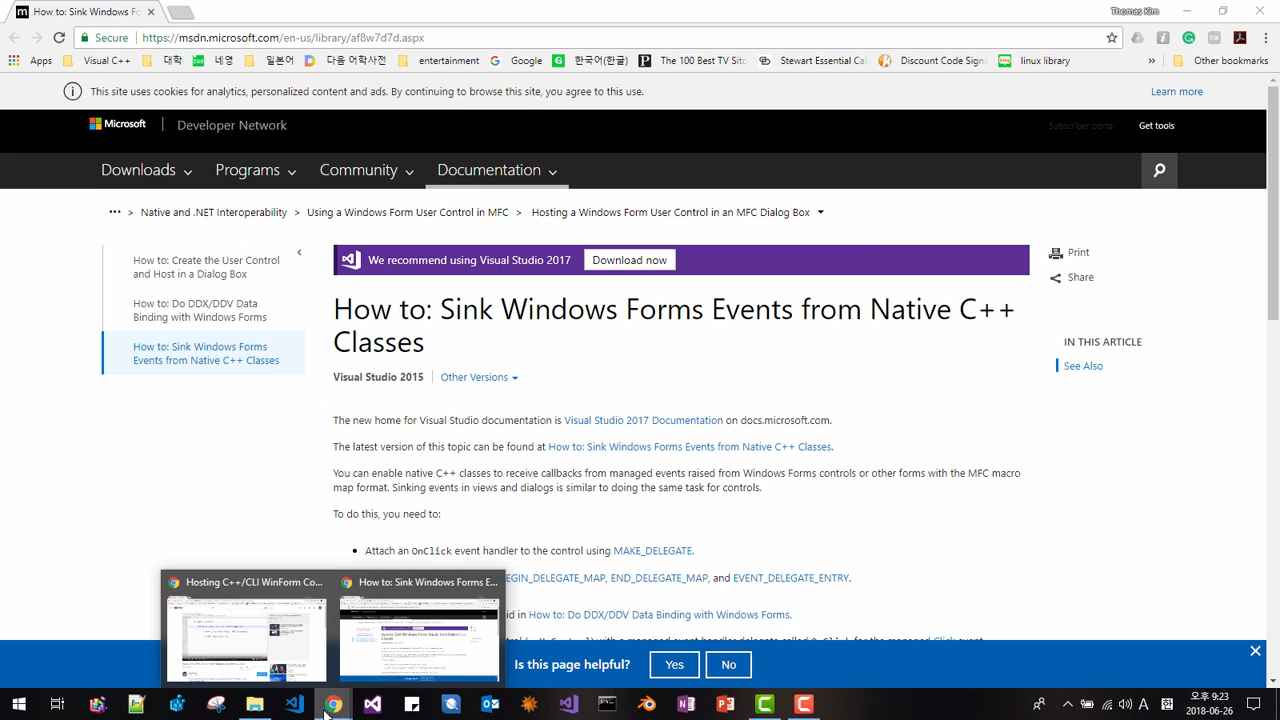 How to: Sink Windows Fo
Thomas Kim
Secure
https://msdn.microsoft.com/en-us/library/af8w7d7d.aspx
Apps Visual C++ 대학 네영 일본어 다음 어학사전 entertainment Google 한국어(한글) The 100 Best TV Sitc Stewart Essential Cal Discount Code Signi linux library » Other bookmarks
This site uses cookies for analytics, personalized content and ads. By continuing to browse this site, you agree to this use.
Learn more
Microsoft
Developer Network
Subscriber portal
Get tools
Downloads Programs Community Documentation
... > Native and .NET Interoperability > Using a Windows Form User Control in MFC > Hosting a Windows Form User Control in an MFC Dialog Box
How to: Create the User Control
and Host in a Dialog Box
How to: Do DDX/DDV Data
Binding with Windows Forms
How to: Sink Windows Forms
Events from Native C++ Classes
We recommend using Visual Studio 2017
Download now
Print
Share
How to: Sink Windows Forms Events from Native C++
Classes
IN THIS ARTICLE
See Also
Visual Studio 2015
Other Versions
The new home for Visual Studio documentation is Visual Studio 2017 Documentation on docs.microsoft.com.
The latest version of this topic can be found at How to: Sink Windows Forms Events from Native C++ Classes.
You can enable native C++ classes to receive callbacks from managed events raised from Windows Forms controls or other forms with the MFC macro
map format. Sinking events in views and dialogs is similar to doing the same task for controls.
To do this, you need to:
• Attach an OnClick event handler to the control using MAKE_DELEGATE.
EGIN_DELEGATE_MAP, END_DELEGATE_MAP, and EVENT_DELEGATE_ENTRY.
id in How to: Do DDX/DDV Data Binding with Windows Forms.
Hosting C++/CLI WinForm Co...
How to: Sink Windows Forms E...
Is this page helpful?
Yes
No
A
오후 9:23
2018-06-26